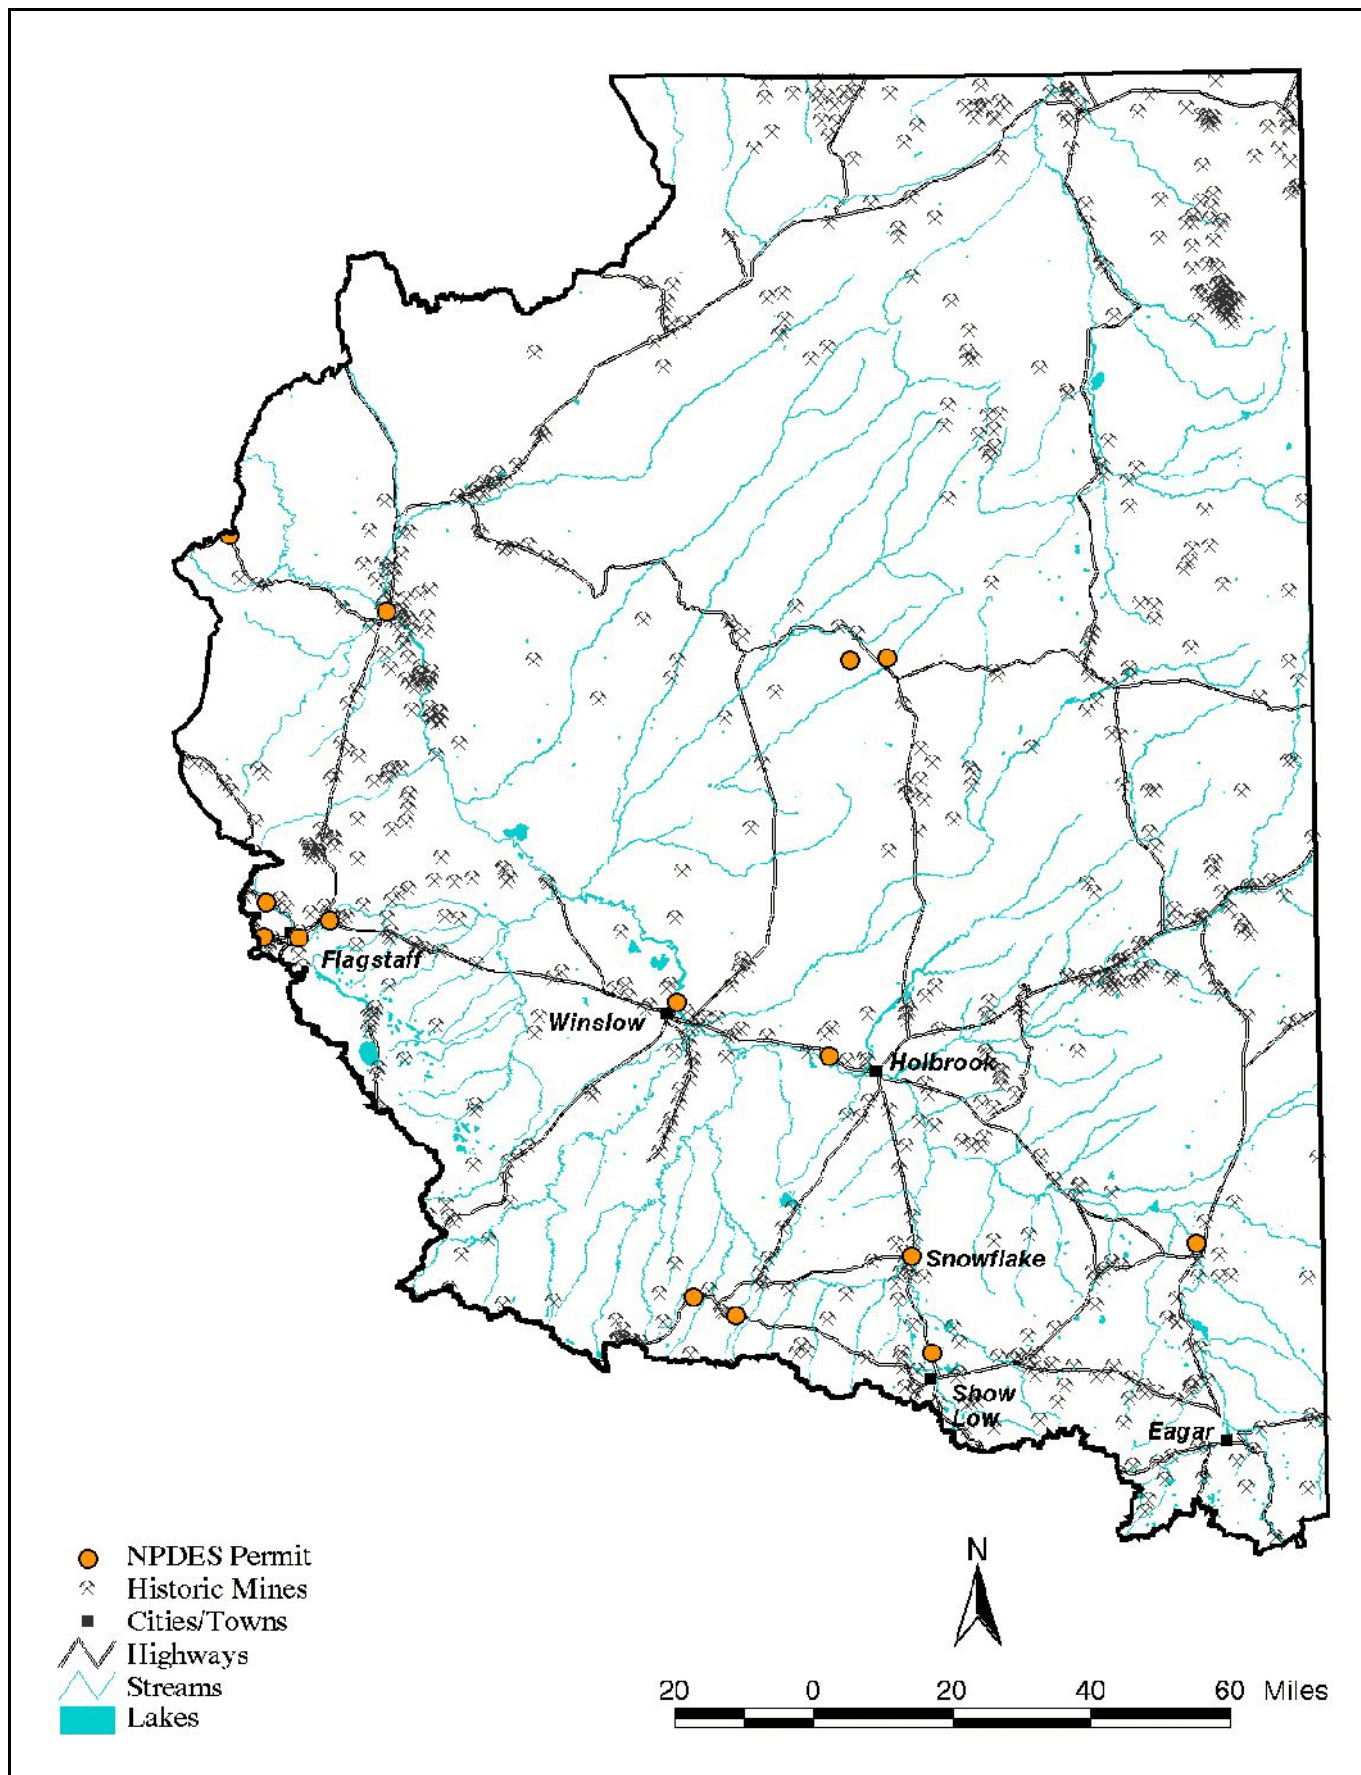 Flagstaff
Winslow
Holbrook
Snowflake
Show
Low
Eagar
NPDES Permit
Historic Mines
Cities/Towns
Highways
Streams
Lakes
N
20 0 20 40 60 Miles